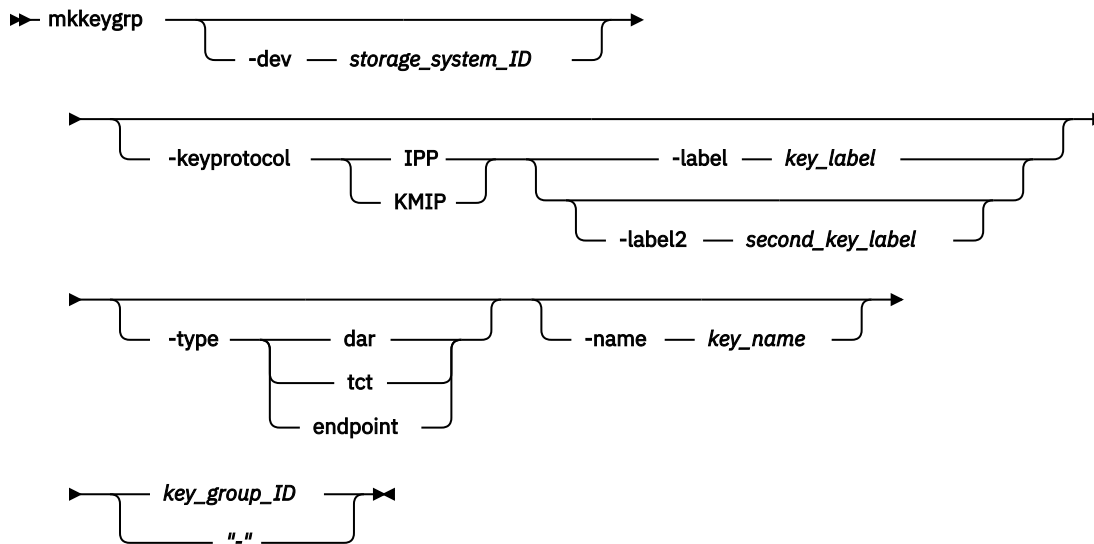 mkkeygrp
-dev storage_system_ID
-keyprotocol IPP -label key_label
KMIP
-label2 second_key_label
-type dar -name key_name
tct
endpoint
key_group_ID
"-"